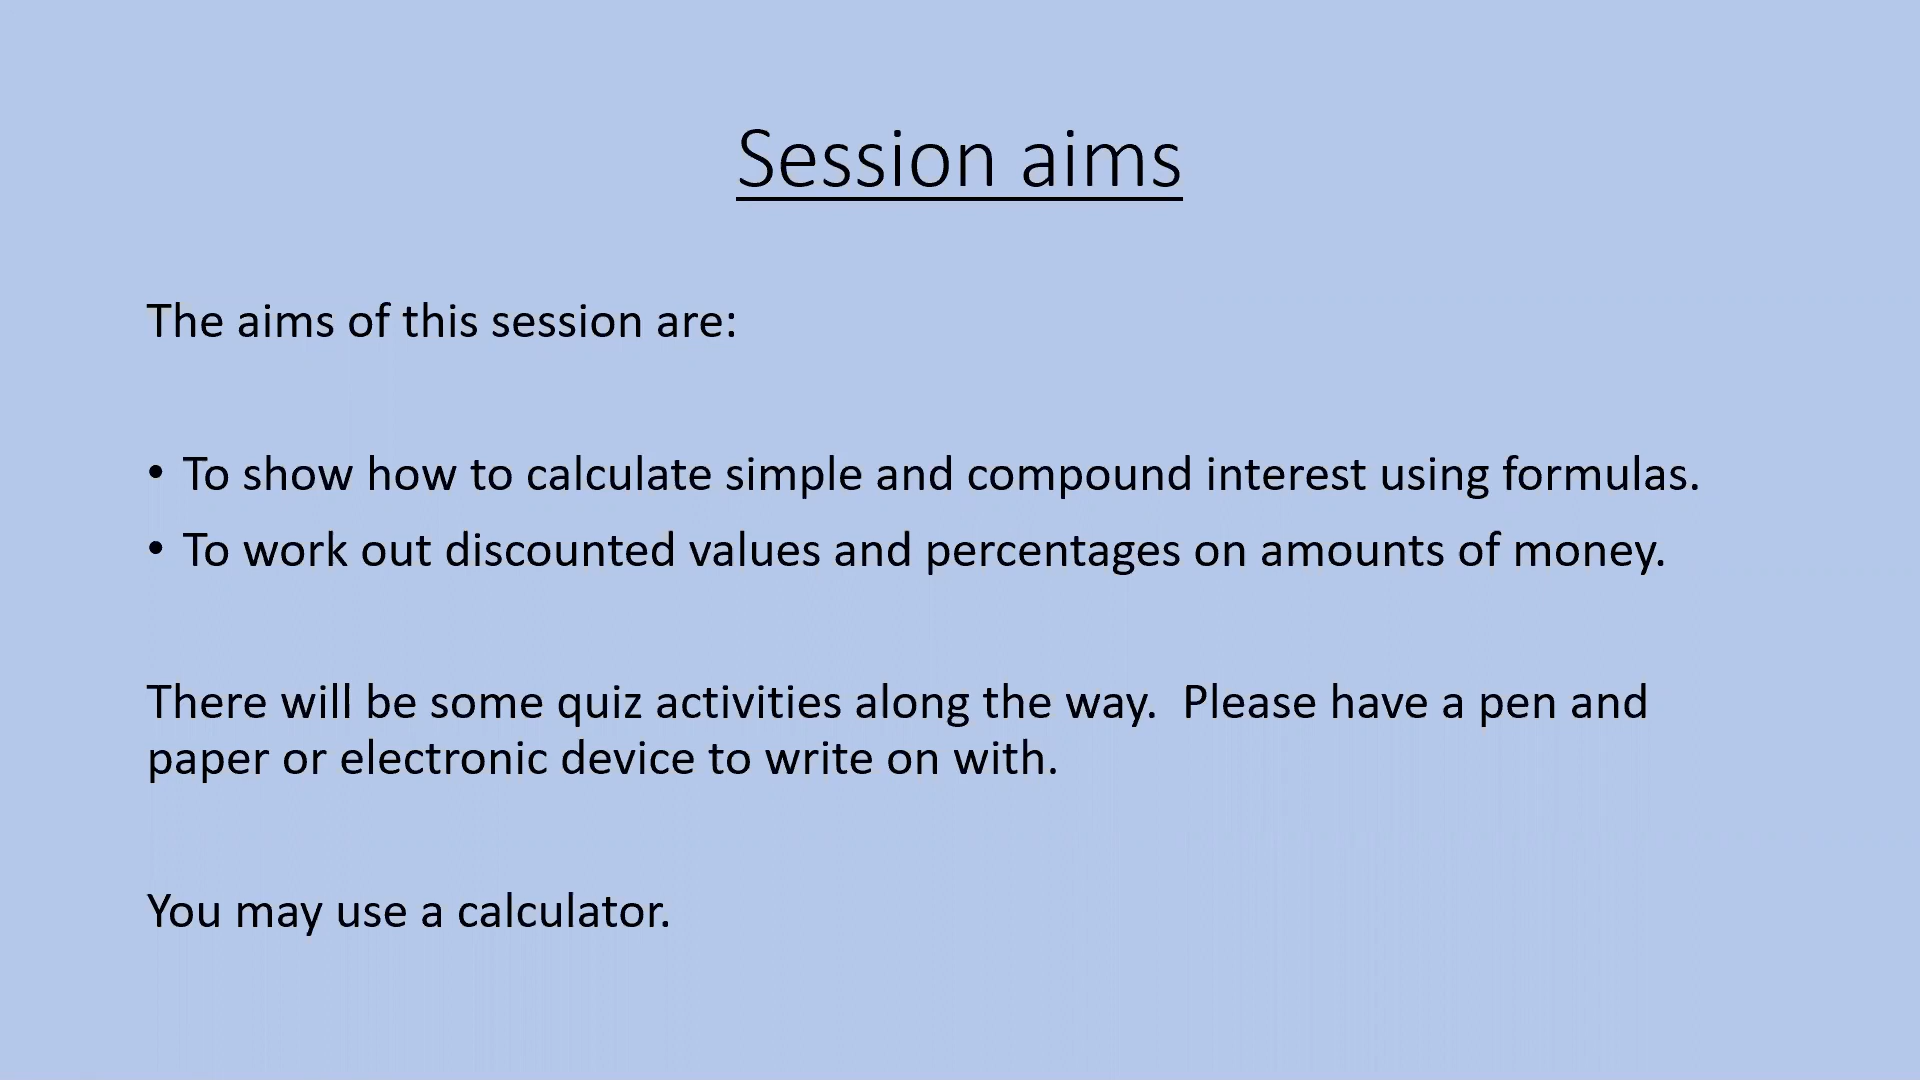 Session aims
The aims of this session are:
• To show how to calculate simple and compound interest using formulas.
• To work out discounted values and percentages on amounts of money.
There will be some quiz activities along the way.  Please have a pen and
paper or electronic device to write on with.
You may use a calculator.